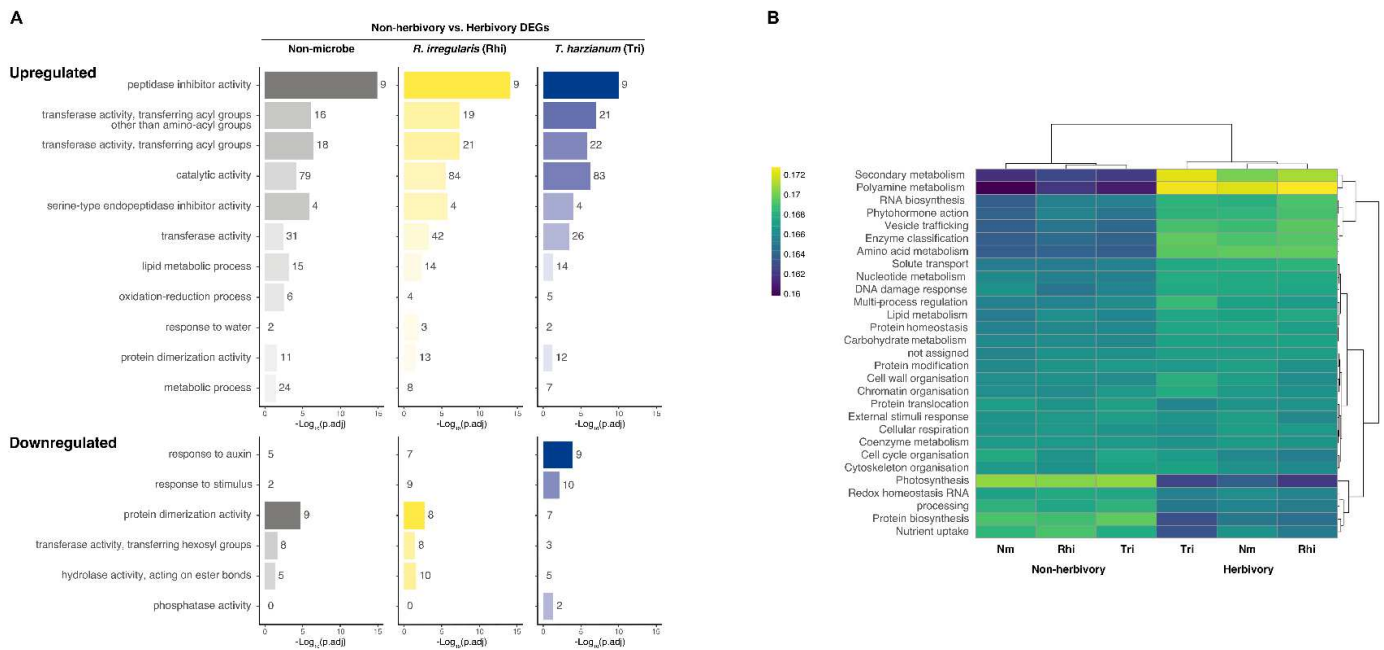 A
Non-herbivory vs. Herbivory DEGs
Non-microbe
R. irregularis (Rhi)
T. harzianum (Tri)
Upregulated
peptidase inhibitor activity 9 9 9
transferase activity, transferring acyl groups
other than amino-acyl groups 16 19 21
transferase activity, transferring acyl groups 18 21 22
catalytic activity 79 84 83
serine-type endopeptidase inhibitor activity 4 4 4
transferase activity 31 42 26
lipid metabolic process 15 14 14
oxidation-reduction process 6 4 5
response to water 2 3 2
protein dimerization activity 11 13 12
metabolic process 24 8 7
0 5 10 15 0 5 10 15 0 5 10 15
-Log10(p.adj) -Log10(p.adj) -Log10(p.adj)
Downregulated
response to auxin 5 7 9
response to stimulus 2 9 10
protein dimerization activity 9 8 7
transferase activity, transferring hexosyl groups 8 8 3
hydrolase activity, acting on ester bonds 5 10 5
phosphatase activity 0 0 2
0 5 10 15 0 5 10 15 0 5 10 15
-Log10(p.adj) -Log10(p.adj) -Log10(p.adj)
B
0.172
0.17
0.168
0.166
0.164
0.162
0.16
Secondary metabolism
Polyamine metabolism
RNA biosynthesis
Phytohormone action
Vesicle trafficking
Enzyme classification
Amino acid metabolism
Solute transport
Nucleotide metabolism
DNA damage response
Multi-process regulation
Lipid metabolism
Protein homeostasis
Carbohydrate metabolism
not assigned
Protein modification
Cell wall organisation
Chromatin organisation
Protein translocation
External stimuli response
Cellular respiration
Coenzyme metabolism
Cell cycle organisation
Cytoskeleton organisation
Photosynthesis
Redox homeostasis RNA
processing
Protein biosynthesis
Nutrient uptake
Nm Rhi Tri Tri Nm Rhi
Non-herbivory Herbivory